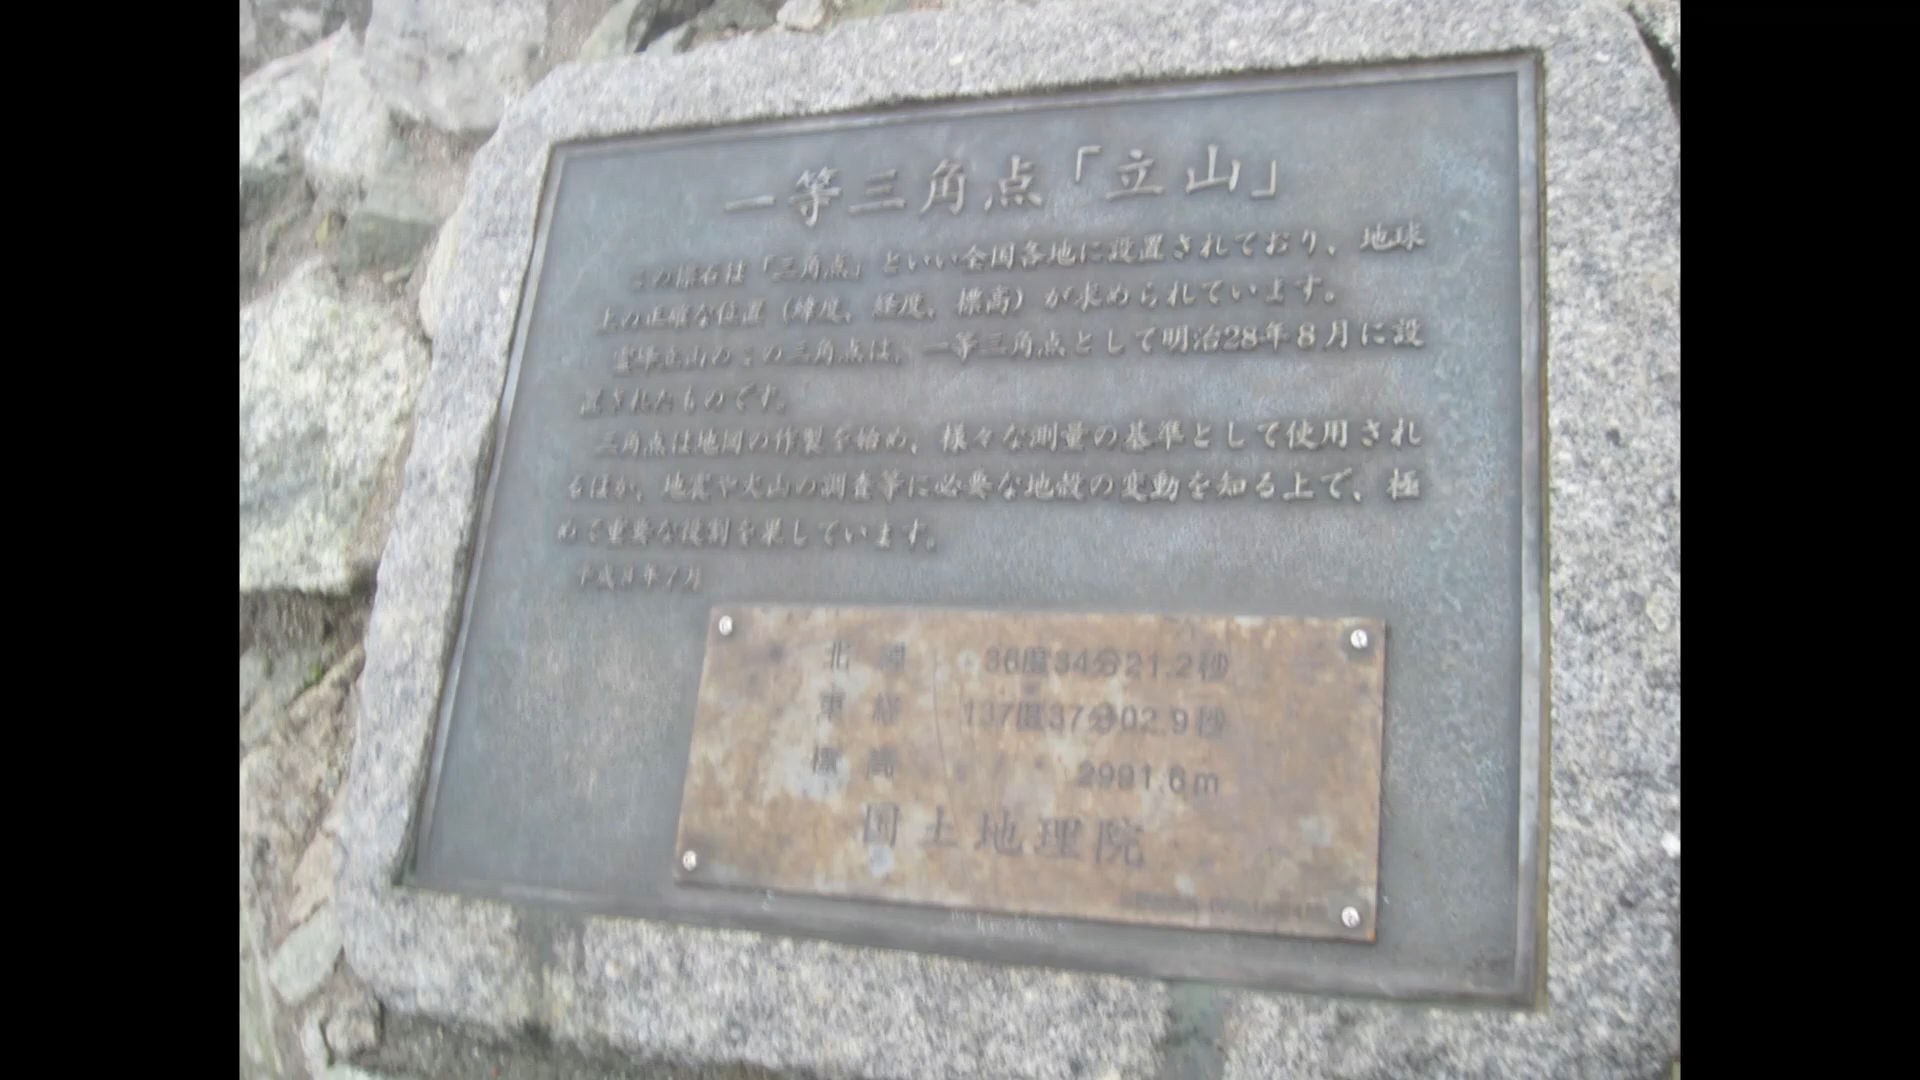 一等三角点「立山」
この標石は「三角点」といい全国各地に設置されており、地球
上の正確な位置（緯度、経度、標高）が求められています。
霊峰立山のこの三角点は、一等三角点として明治28年8月に設
置されたものです。
三角点は地図の作製を始め、様々な測量の基準として使用され
るほか、地震や火山の調査等に必要な地殻の変動を知る上で、極
めて重要な役割を果しています。
平成 年7月
北緯 36度34分21.2秒
東経 137度37分02.9秒
標高 2991.6m
国土地理院